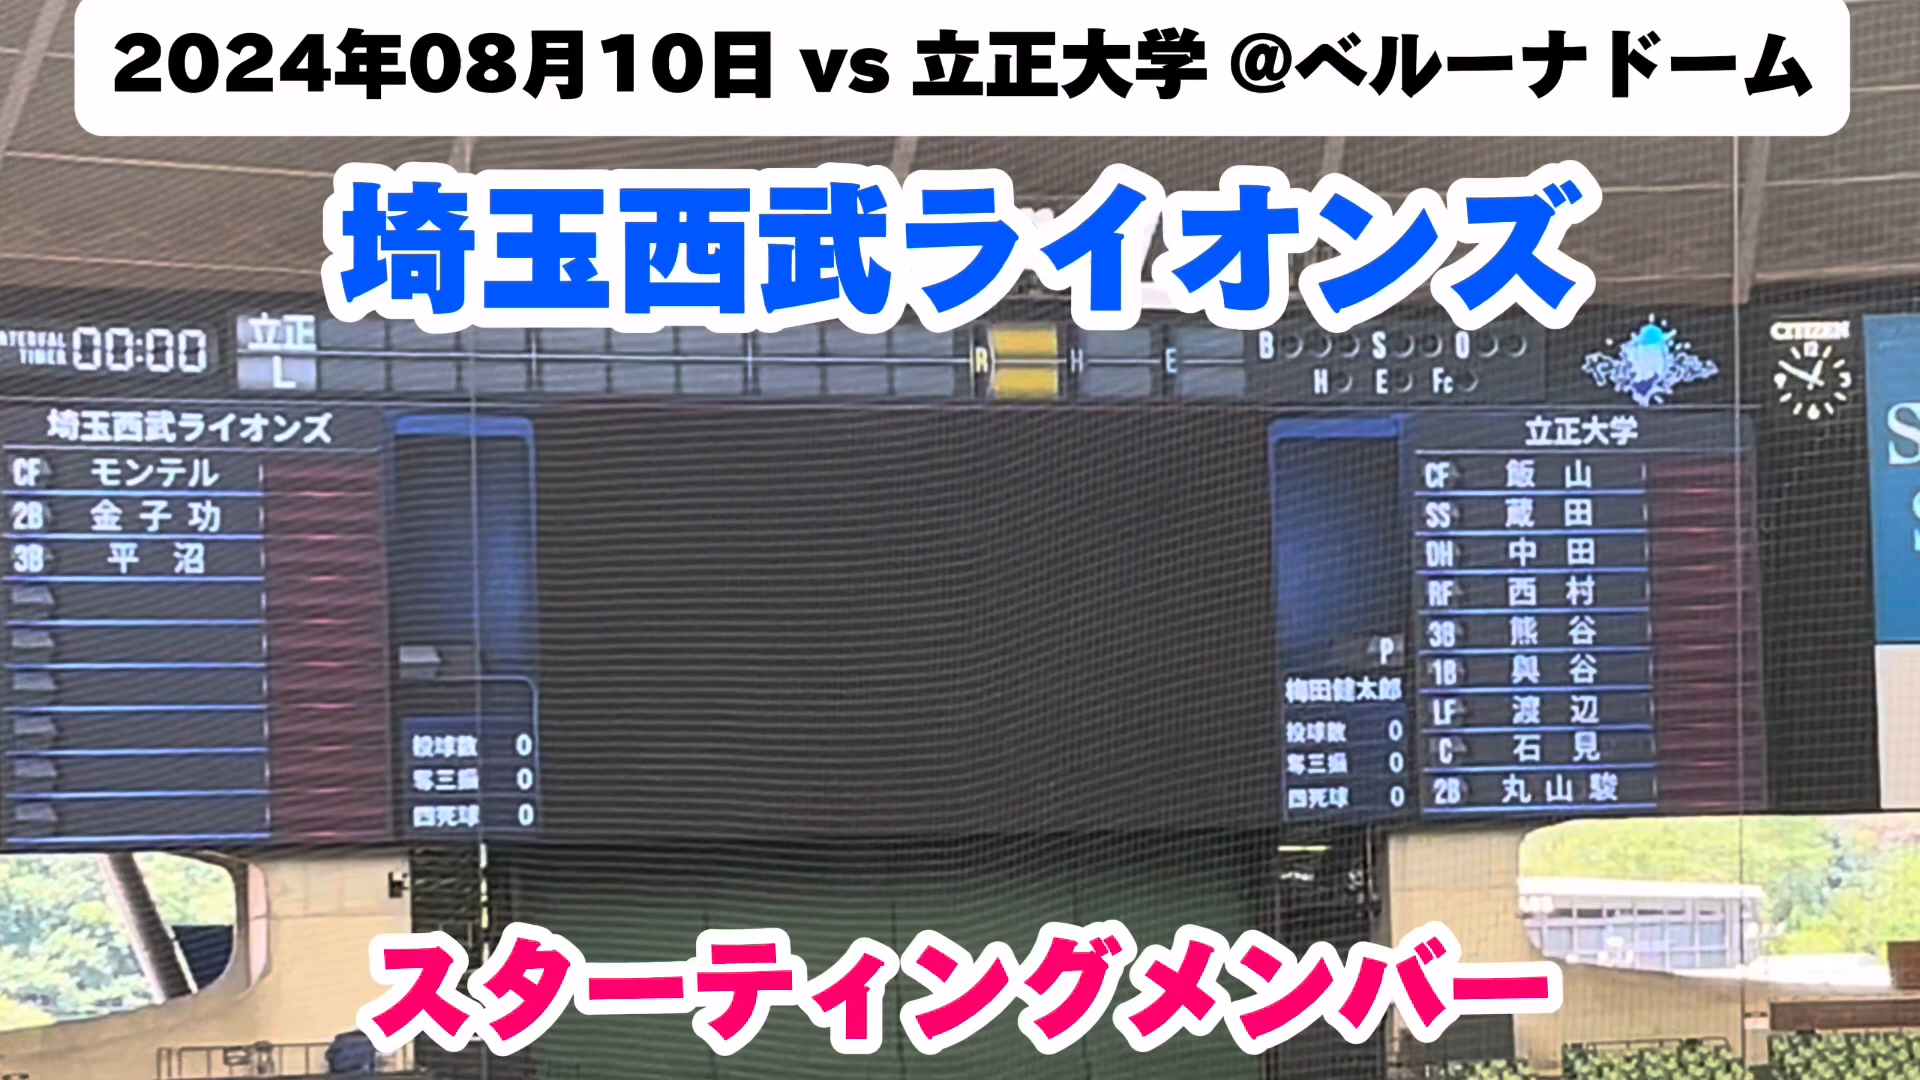 2024年08月10日 vs 立正大学 @ベルーナドーム
埼玉西武ライオンズ
TIMER 00:00
立正
L
R H E
B S O
H E Fc
CITIZEN
埼玉西武ライオンズ
CF モンテル
2B 金子功
3B 平沼
投球数 0
奪三振 0
四死球 0
P
梅田健太郎
投球数 0
奪三振 0
四死球 0
立正大学
CF 飯山
SS 蔵田
DH 中田
RF 西村
3B 熊谷
1B 奥谷
LF 渡辺
C 石見
2B 丸山駿
スターティングメンバー